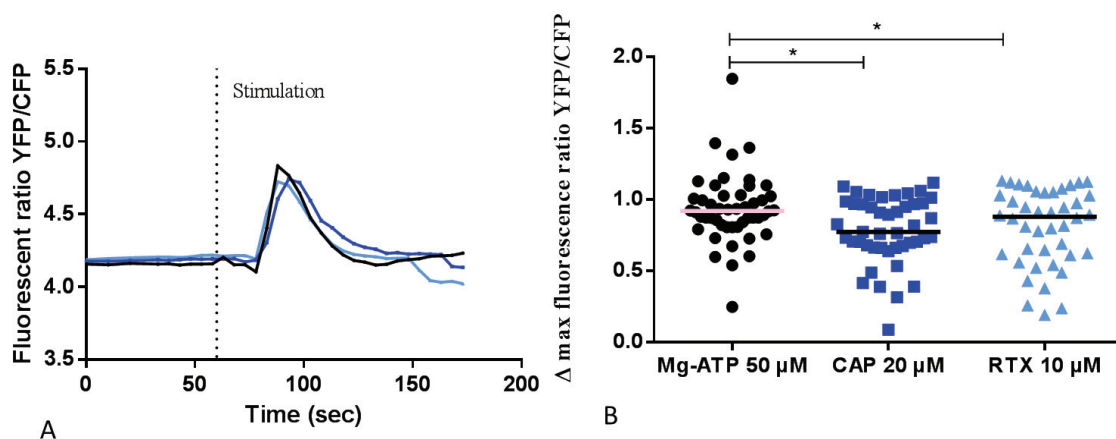 Fluorescent ratio YFP/CFP
5.5
5.0
4.5
4.0
3.5
Stimulation
0
50
100
150
200
Time (sec)
A
Δ max fluorescence ratio YFP/CFP
2.0
1.5
1.0
0.5
0.0
*
*
Mg-ATP 50 µM
CAP 20 µM
RTX 10 µM
B